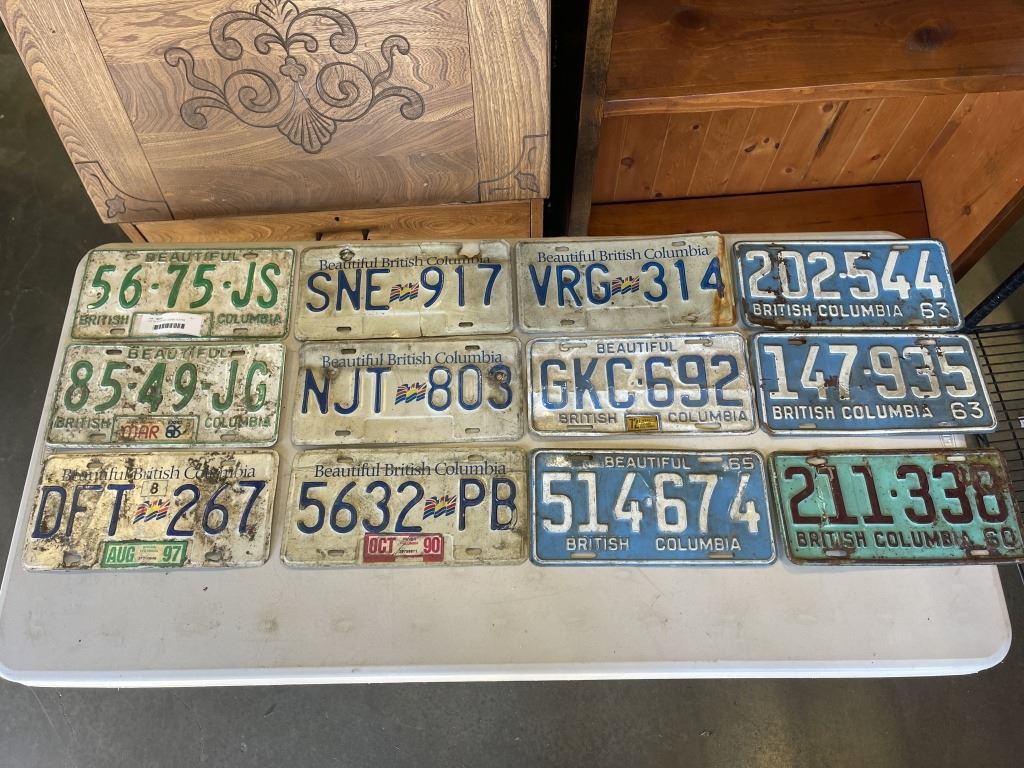 BEAUTIFUL
56·75·JS
BRITISH COLUMBIA
Beautiful British Columbia
SNE 917
Beautiful British Columbia
VRG 314
202·544
BRITISH COLUMBIA 63
BEAUTIFUL
85·49·JG
BRITISH COLUMBIA
MAR 86
Beautiful British Columbia
NJT 803
BEAUTIFUL
GKC·692
BRITISH COLUMBIA
147·935
BRITISH COLUMBIA 63
Beautiful British Columbia
8
DFT 267
AUG 97
Beautiful British Columbia
5632 PB
OCT 90
BEAUTIFUL 65
514·674
BRITISH COLUMBIA
211·338
BRITISH COLUMBIA 60